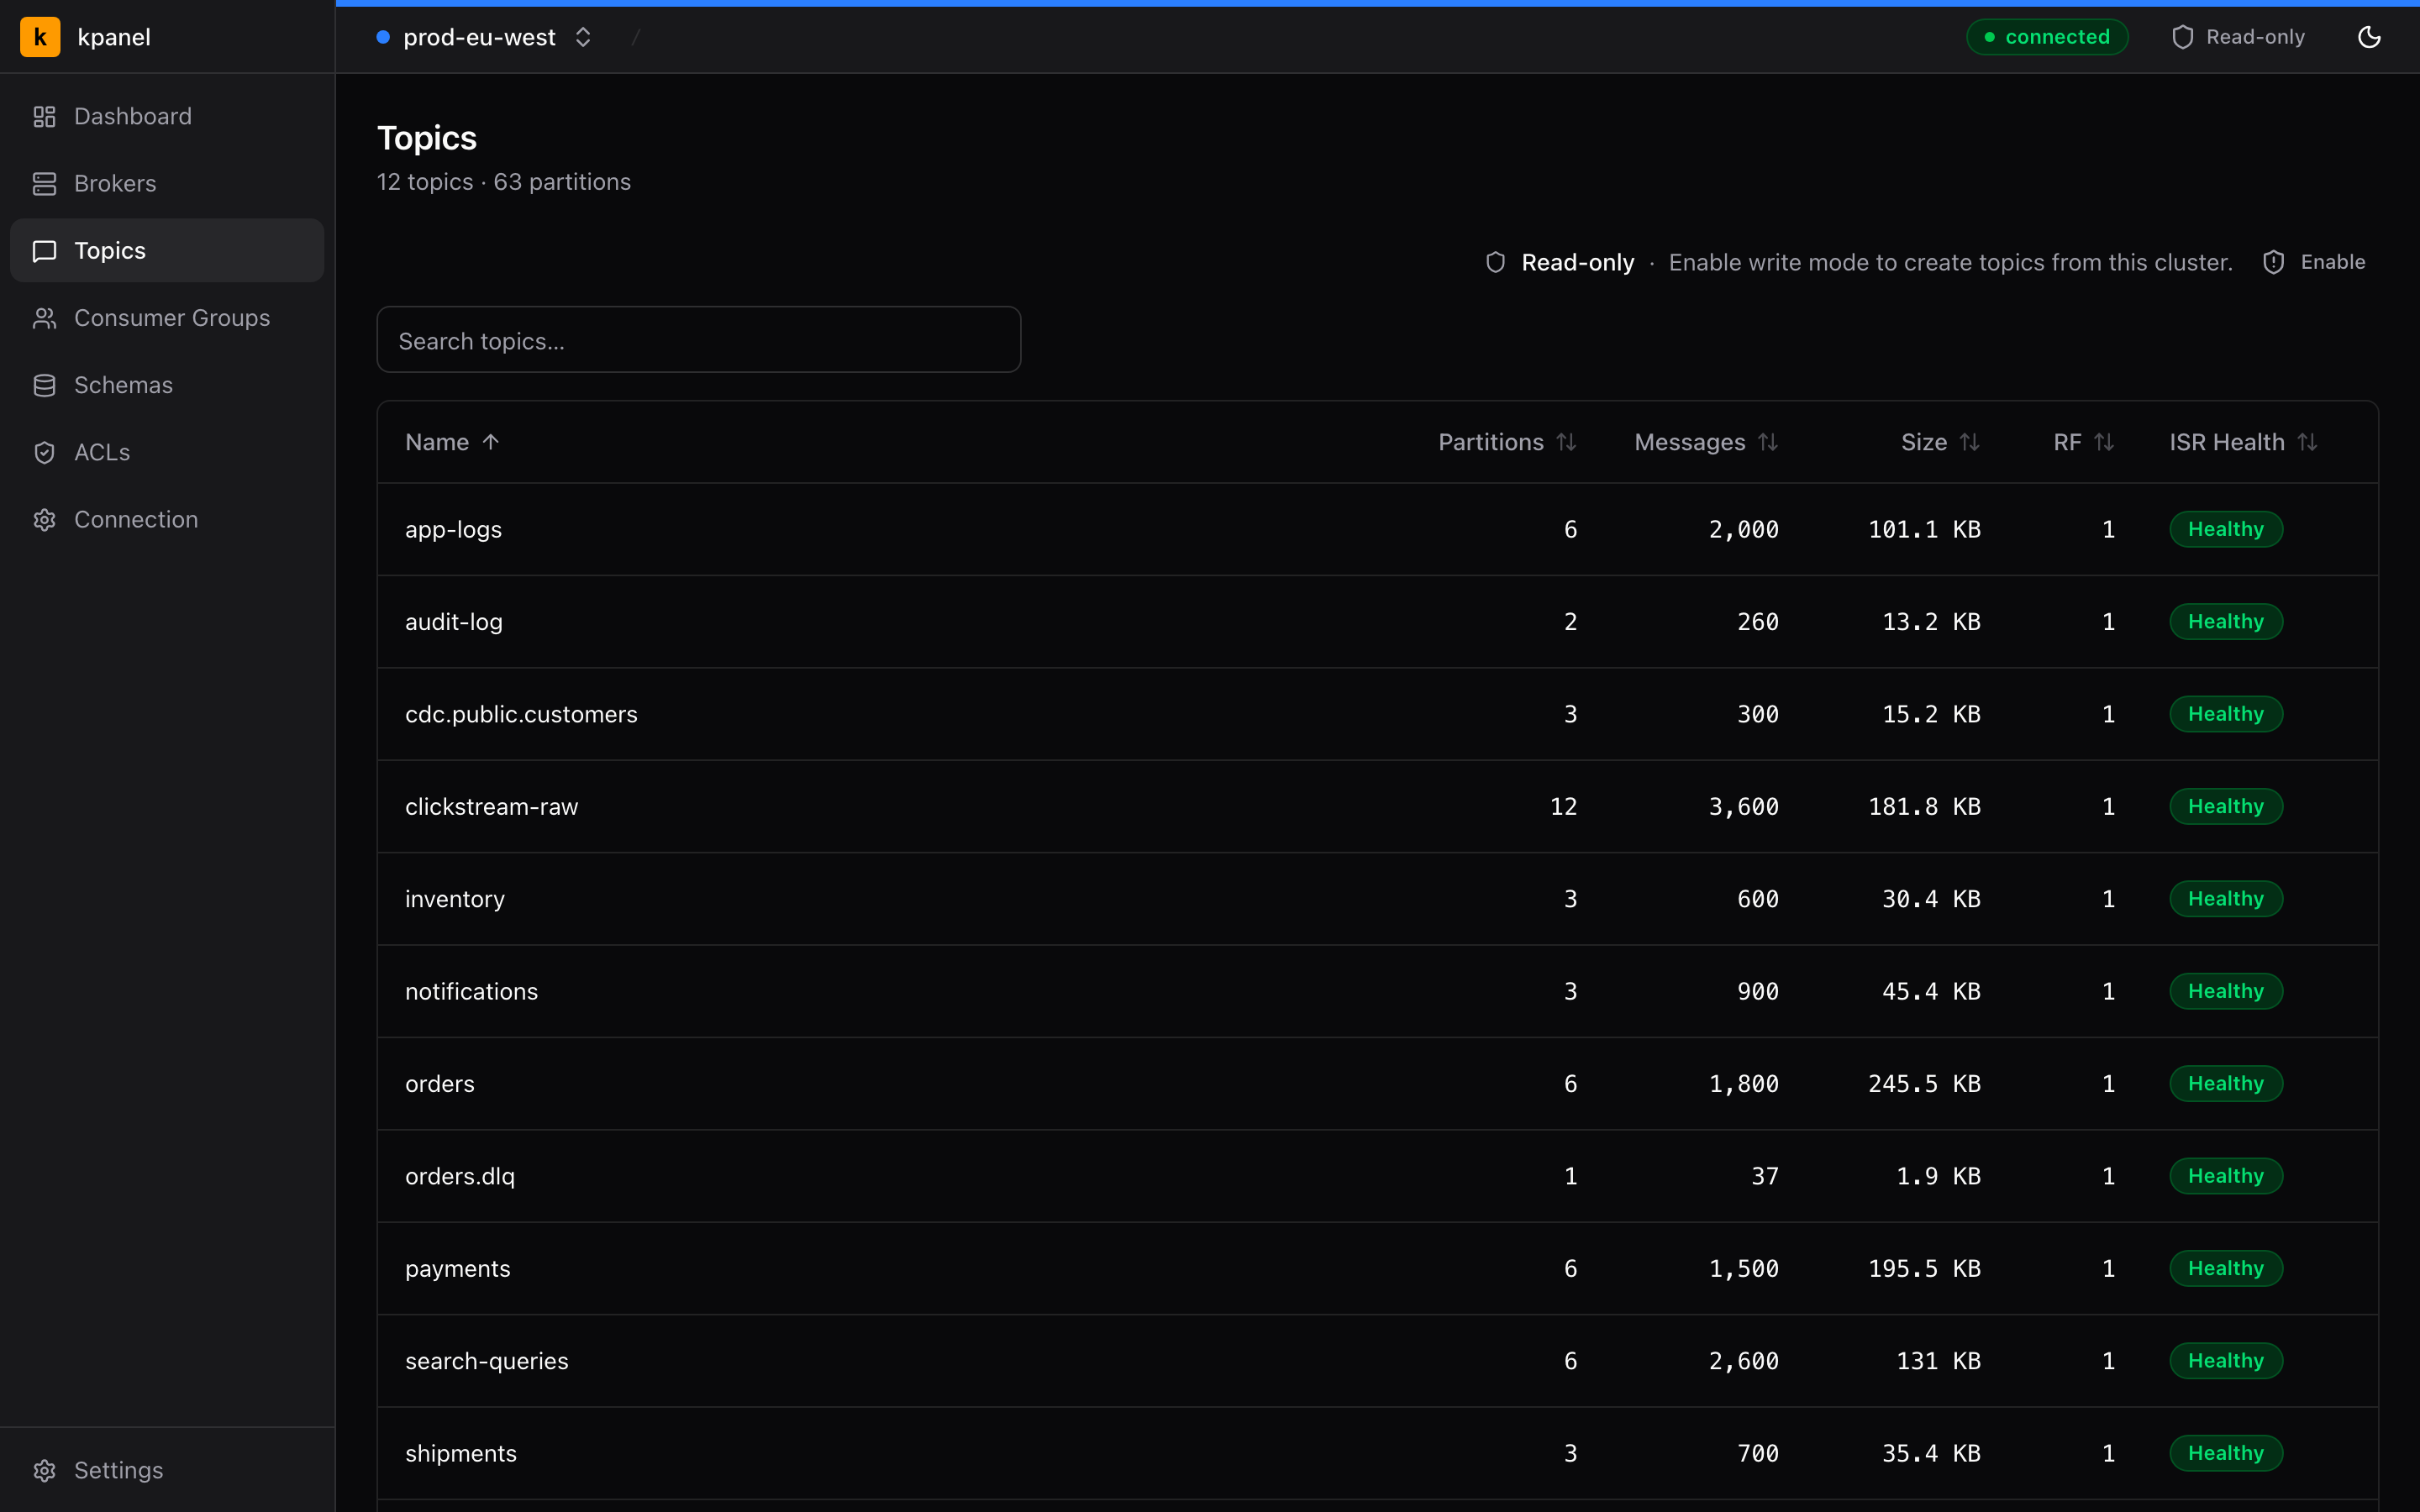 k kpanel
prod-eu-west / connected Read-only
Dashboard
Brokers
Topics
Consumer Groups
Schemas
ACLs
Connection
Settings
Topics
12 topics · 63 partitions
Read-only · Enable write mode to create topics from this cluster. Enable
Search topics...
Name Partitions Messages Size RF ISR Health
app-logs 6 2,000 101.1 KB 1 Healthy
audit-log 2 260 13.2 KB 1 Healthy
cdc.public.customers 3 300 15.2 KB 1 Healthy
clickstream-raw 12 3,600 181.8 KB 1 Healthy
inventory 3 600 30.4 KB 1 Healthy
notifications 3 900 45.4 KB 1 Healthy
orders 6 1,800 245.5 KB 1 Healthy
orders.dlq 1 37 1.9 KB 1 Healthy
payments 6 1,500 195.5 KB 1 Healthy
search-queries 6 2,600 131 KB 1 Healthy
shipments 3 700 35.4 KB 1 Healthy